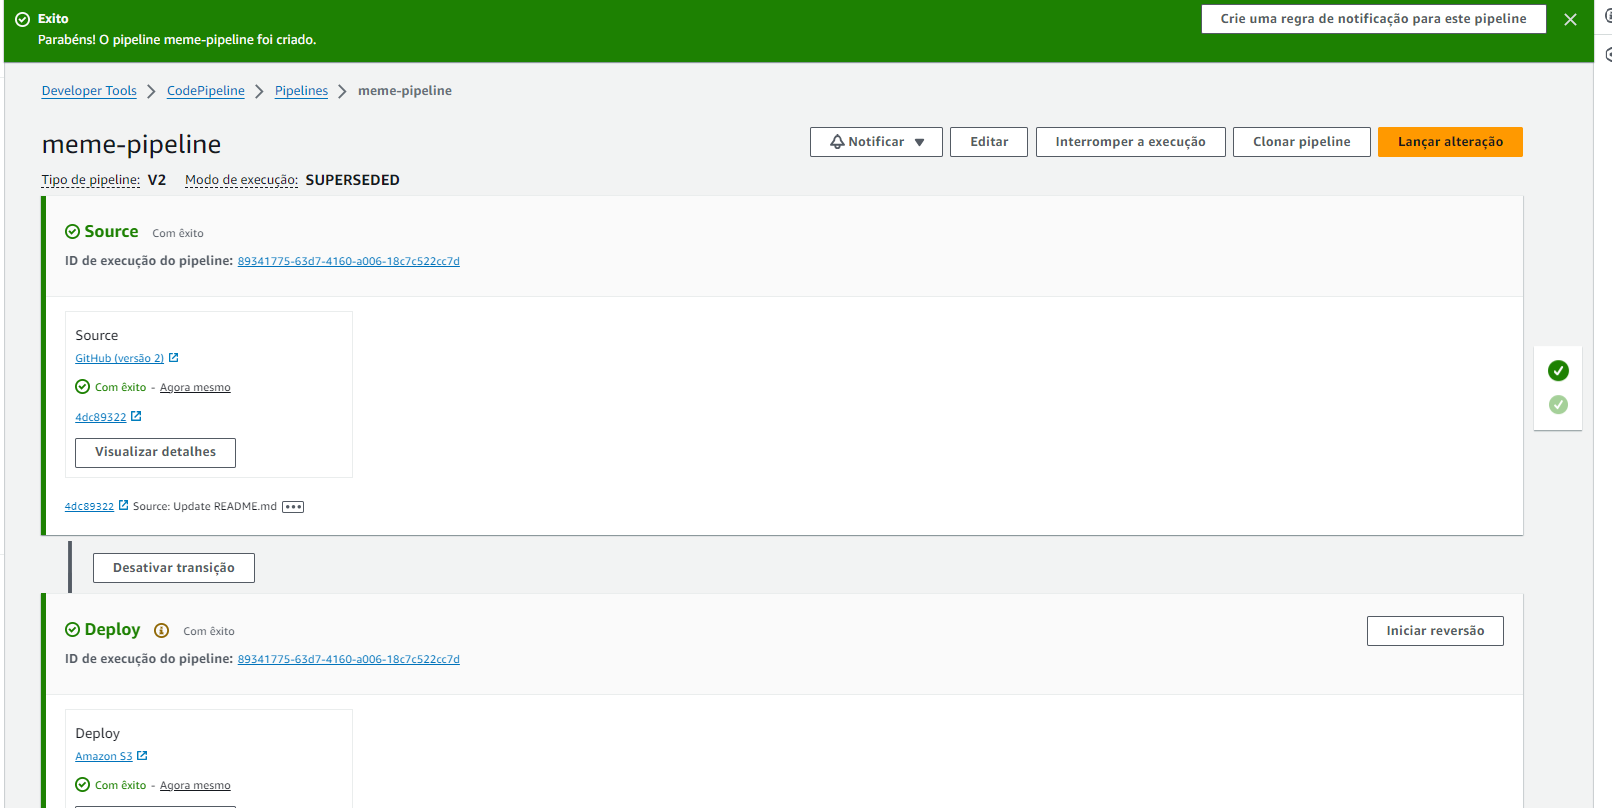 Exito
Parabéns! O pipeline meme-pipeline foi criado.
Crie uma regra de notificação para este pipeline
Developer Tools
CodePipeline
Pipelines
meme-pipeline
meme-pipeline
Notificar
Editar
Interromper a execução
Clonar pipeline
Lançar alteração
Tipo de pipeline: V2 Modo de execução: SUPERSEDED
Source Com êxito
ID de execução do pipeline: 89341775-63d7-4160-a006-18c7c522cc7d
Source
GitHub (versão 2)
Com êxito - Agora mesmo
4dc89322
Visualizar detalhes
4dc89322 Source: Update README.md
Desativar transição
Deploy Com êxito
Iniciar reversão
ID de execução do pipeline: 89341775-63d7-4160-a006-18c7c522cc7d
Deploy
Amazon S3
Com êxito - Agora mesmo